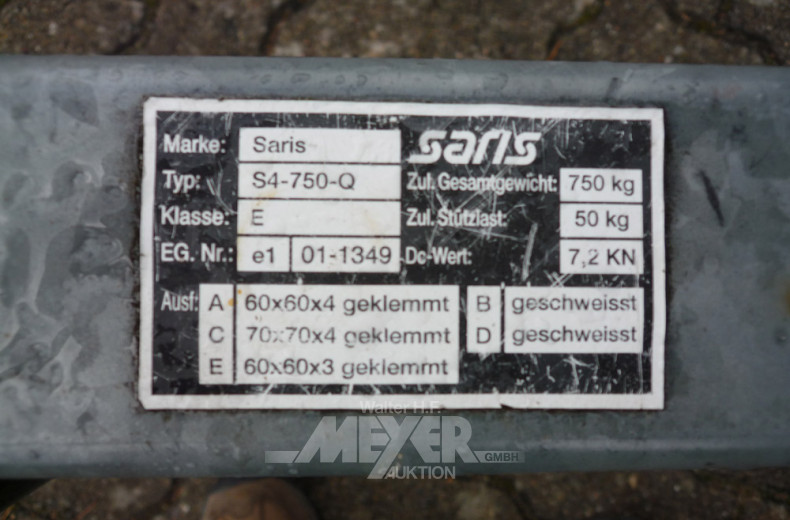 Marke: Saris saris
Typ: S4-750-Q Zul. Gesamtgewicht: 750 kg
Klasse: E Zul. Stützlast: 50 kg
EG. Nr.: e1 01-1349 Dc-Wert: 7,2 KN
Ausf: A 60x60x4 geklemmt B geschweisst
C 70x70x4 geklemmt D geschweisst
E 60x60x3 geklemmt
Walter H.F.
MEYER GMBH
AUKTION